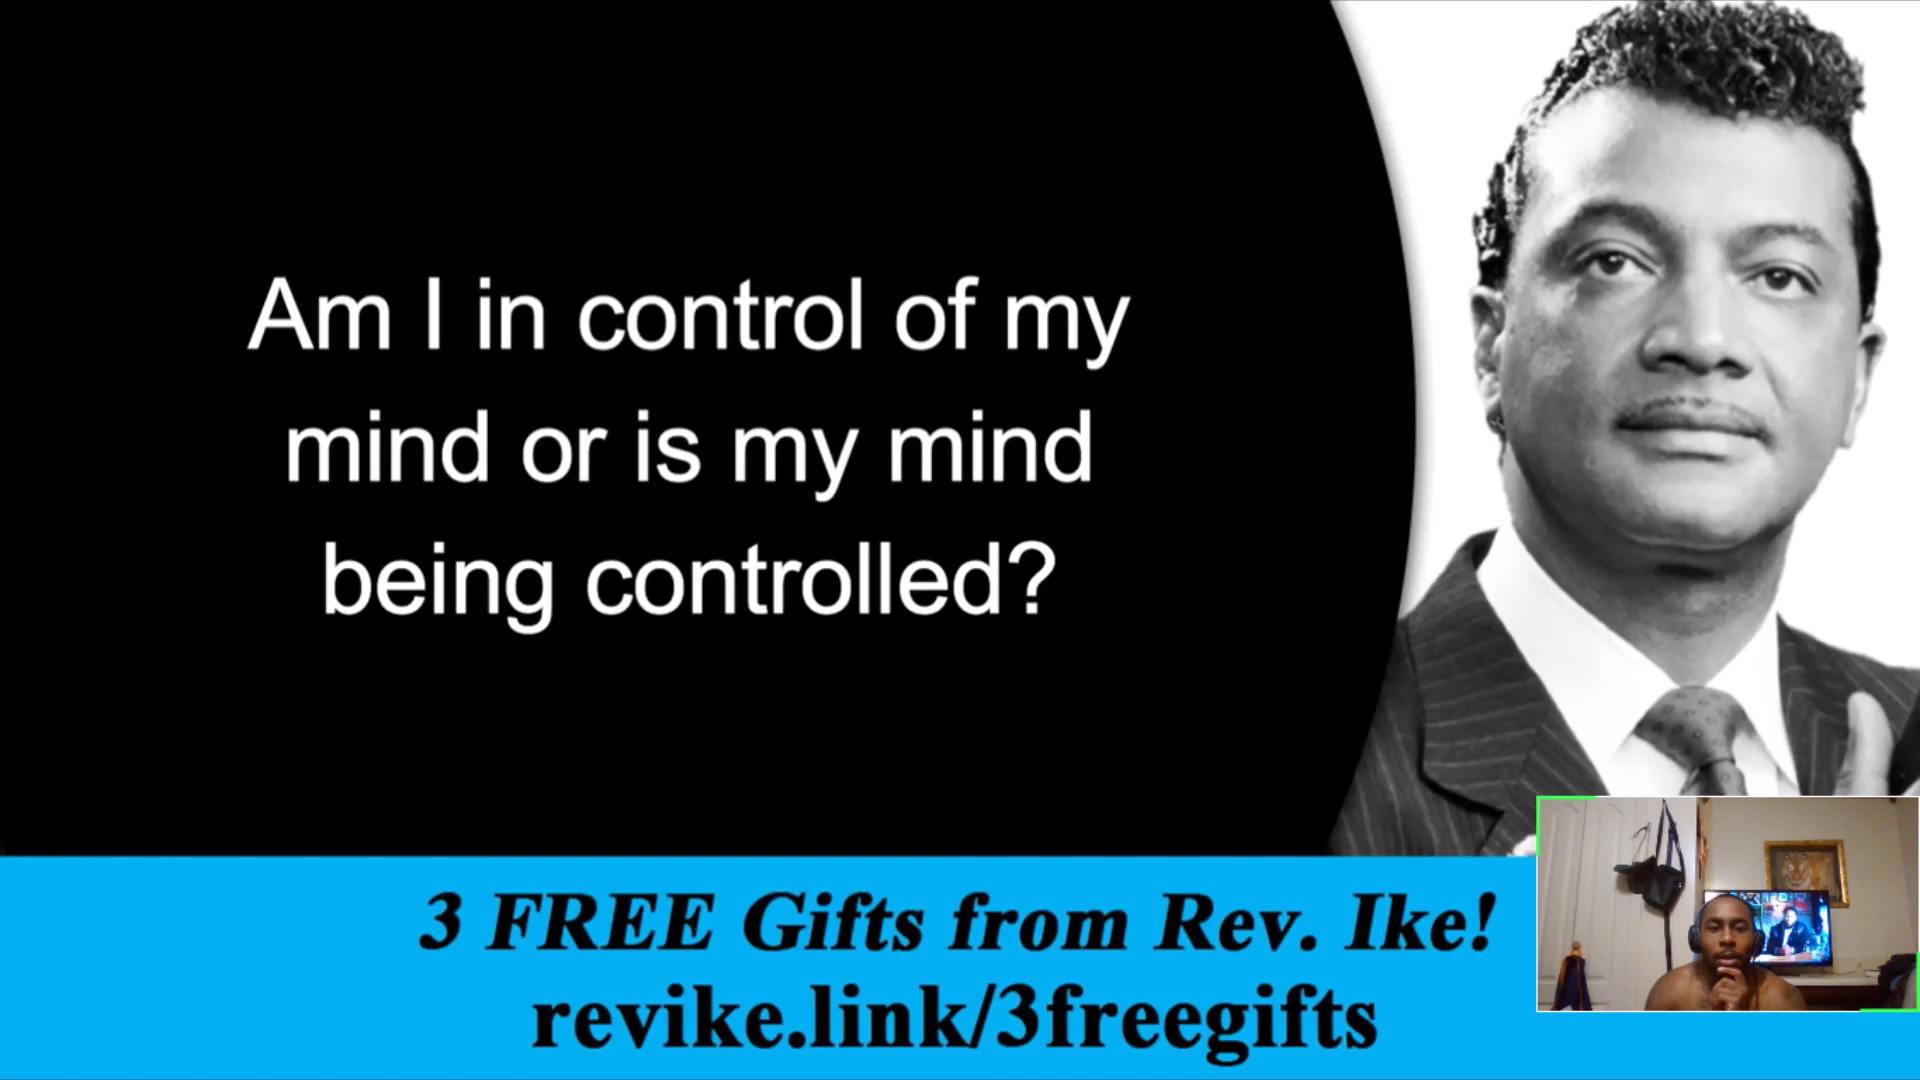 Am I in control of my
mind or is my mind
being controlled?
3 FREE Gifts from Rev. Ike!
revike.link/3freegifts